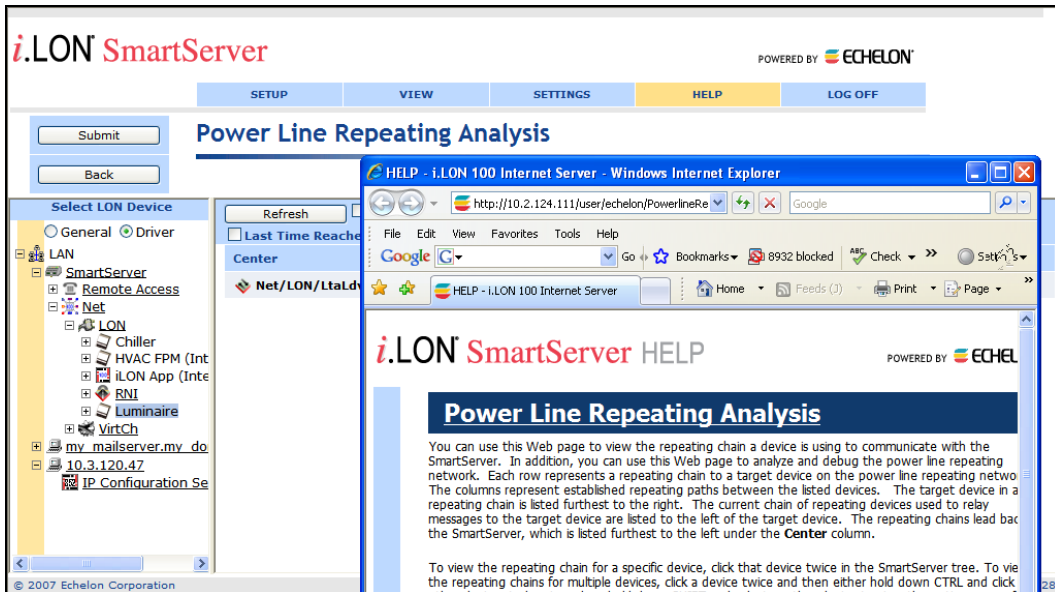 i.LON® SmartServer
POWERED BY ECHELON®
SETUP VIEW SETTINGS HELP LOG OFF
Submit
Power Line Repeating Analysis
Back
Select LON Device
General Driver
LAN
SmartServer
Remote Access
Net
LON
Chiller
HVAC FPM (Int
iLON App (Inte
RNI
Luminaire
VirtCh
my_mailserver.my_do
10.3.120.47
IP Configuration Se
© 2007 Echelon Corporation
Refresh
Last Time Reache
Center
Net/LON/LtaLdv
HELP - i.LON 100 Internet Server - Windows Internet Explorer
http://10.2.124.111/user/echelon/PowerlineRe
Google
File Edit View Favorites Tools Help
Google G Go Bookmarks 8932 blocked ABC Check »
HELP - i.LON 100 Internet Server
Home Feeds (J) Print Page »
i.LON® SmartServer HELP
POWERED BY ECHEL
Power Line Repeating Analysis
You can use this Web page to view the repeating chain a device is using to communicate with the
SmartServer. In addition, you can use this Web page to analyze and debug the power line repeating
network. Each row represents a repeating chain to a target device on the power line repeating netwo
The columns represent established repeating paths between the listed devices. The target device in a
repeating chain is listed furthest to the right. The current chain of repeating devices used to relay
messages to the target device are listed to the left of the target device. The repeating chains lead bac
the SmartServer, which is listed furthest to the left under the Center column.
To view the repeating chain for a specific device, click that device twice in the SmartServer tree. To vie
the repeating chains for multiple devices, click a device twice and then either hold down CTRL and click
28